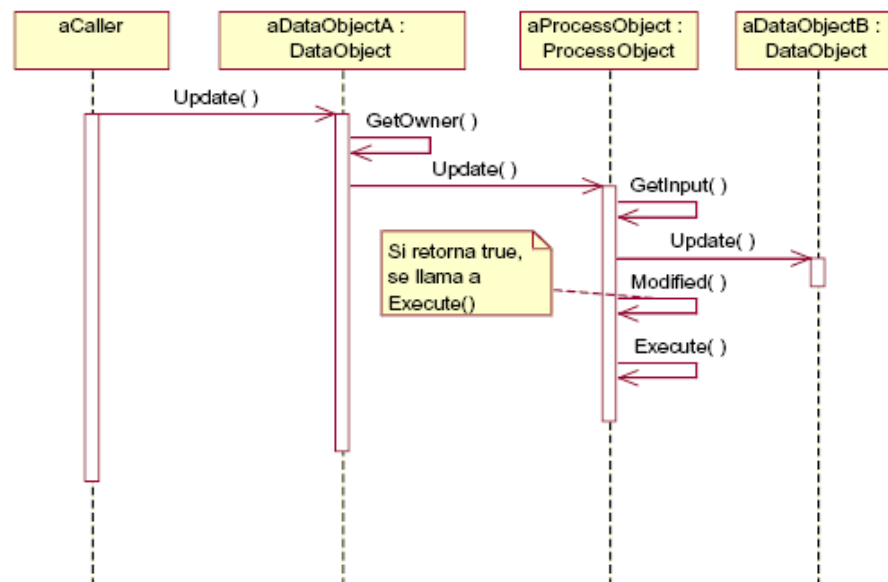 aCaller
aDataObjectA :
DataObject
aProcessObject :
ProcessObject
aDataObjectB :
DataObject
Update( )
GetOwner( )
Update( )
GetInput( )
Update( )
Si retorna true,
se llama a
Execute()
Modified( )
Execute( )